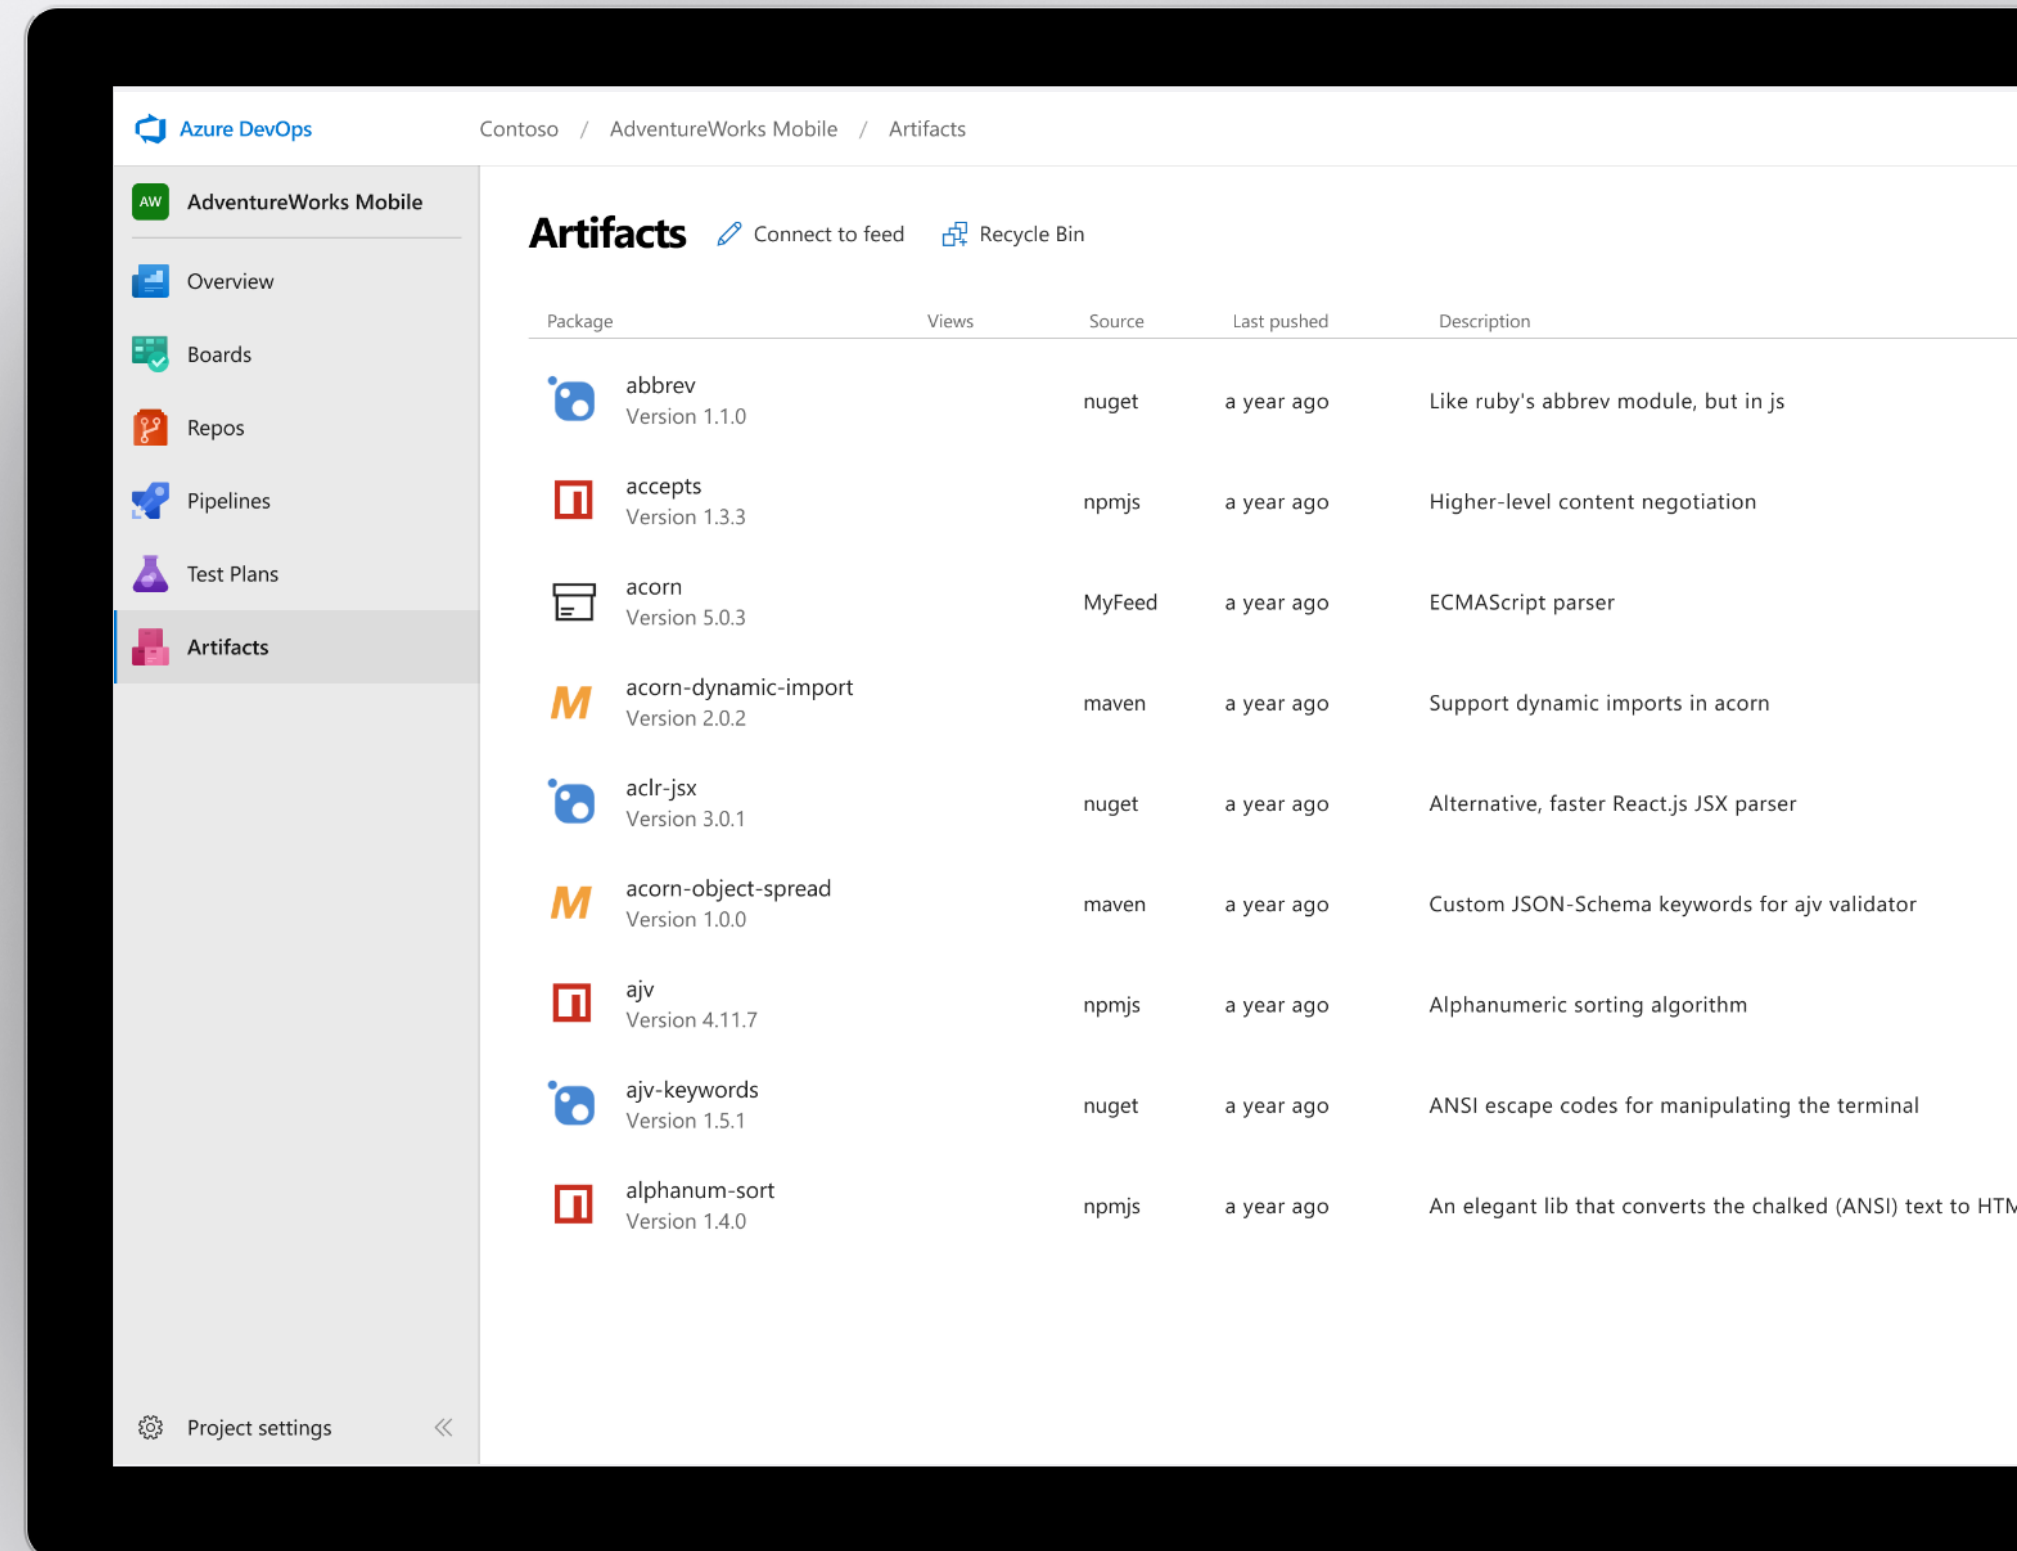 Azure DevOps Contoso / AdventureWorks Mobile / Artifacts
AW AdventureWorks Mobile
Overview
Boards
Repos
Pipelines
Test Plans
Artifacts
Project settings
Artifacts Connect to feed Recycle Bin
Package Views Source Last pushed Description
abbrev
Version 1.1.0
nuget a year ago Like ruby's abbrev module, but in js
accepts
Version 1.3.3
npmjs a year ago Higher-level content negotiation
acorn
Version 5.0.3
MyFeed a year ago ECMAScript parser
acorn-dynamic-import
Version 2.0.2
maven a year ago Support dynamic imports in acorn
aclr-jsx
Version 3.0.1
nuget a year ago Alternative, faster React.js JSX parser
acorn-object-spread
Version 1.0.0
maven a year ago Custom JSON-Schema keywords for ajv validator
ajv
Version 4.11.7
npmjs a year ago Alphanumeric sorting algorithm
ajv-keywords
Version 1.5.1
nuget a year ago ANSI escape codes for manipulating the terminal
alphanum-sort
Version 1.4.0
npmjs a year ago An elegant lib that converts the chalked (ANSI) text to